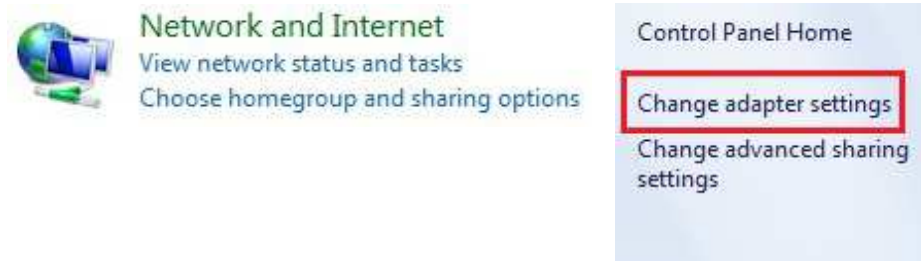 Network and Internet
View network status and tasks
Choose homegroup and sharing options
Control Panel Home
Change adapter settings
Change advanced sharing
settings